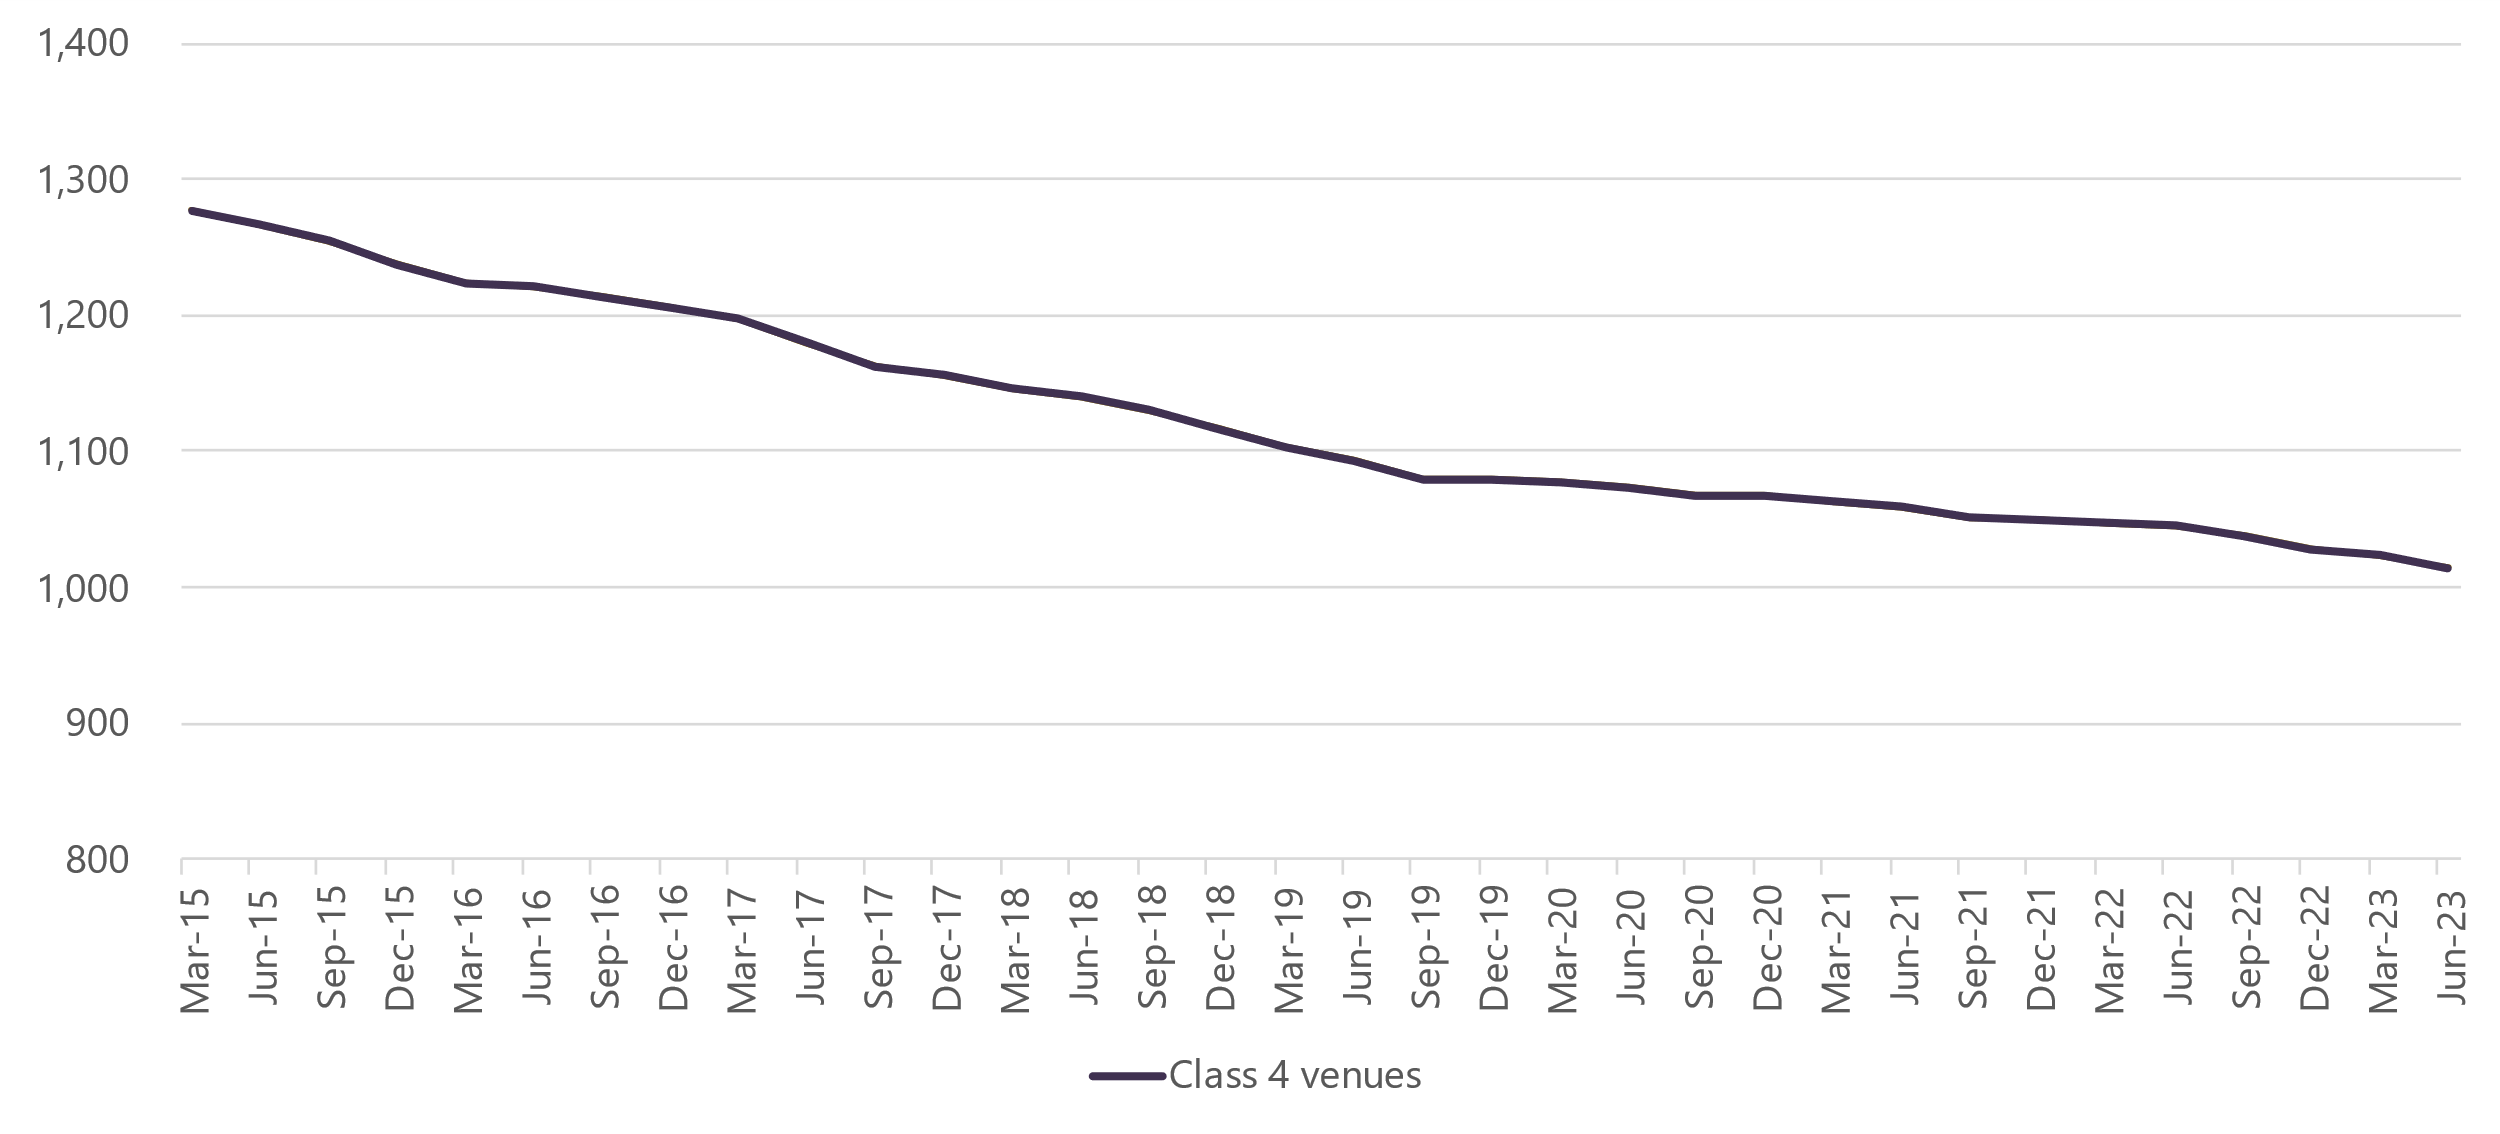 1,400
1,300
1,200
1,100
1,000
900
800
Mar-15
Jun-15
Sep-15
Dec-15
Mar-16
Jun-16
Sep-16
Dec-16
Mar-17
Jun-17
Sep-17
Dec-17
Mar-18
Jun-18
Sep-18
Dec-18
Mar-19
Jun-19
Sep-19
Dec-19
Mar-20
Jun-20
Sep-20
Dec-20
Mar-21
Jun-21
Sep-21
Dec-21
Mar-22
Jun-22
Sep-22
Dec-22
Mar-23
Jun-23
Class 4 venues